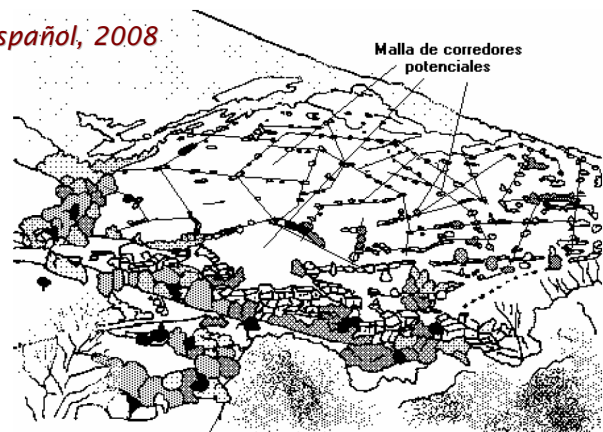 spañol, 2008
Malla de corredores
potenciales